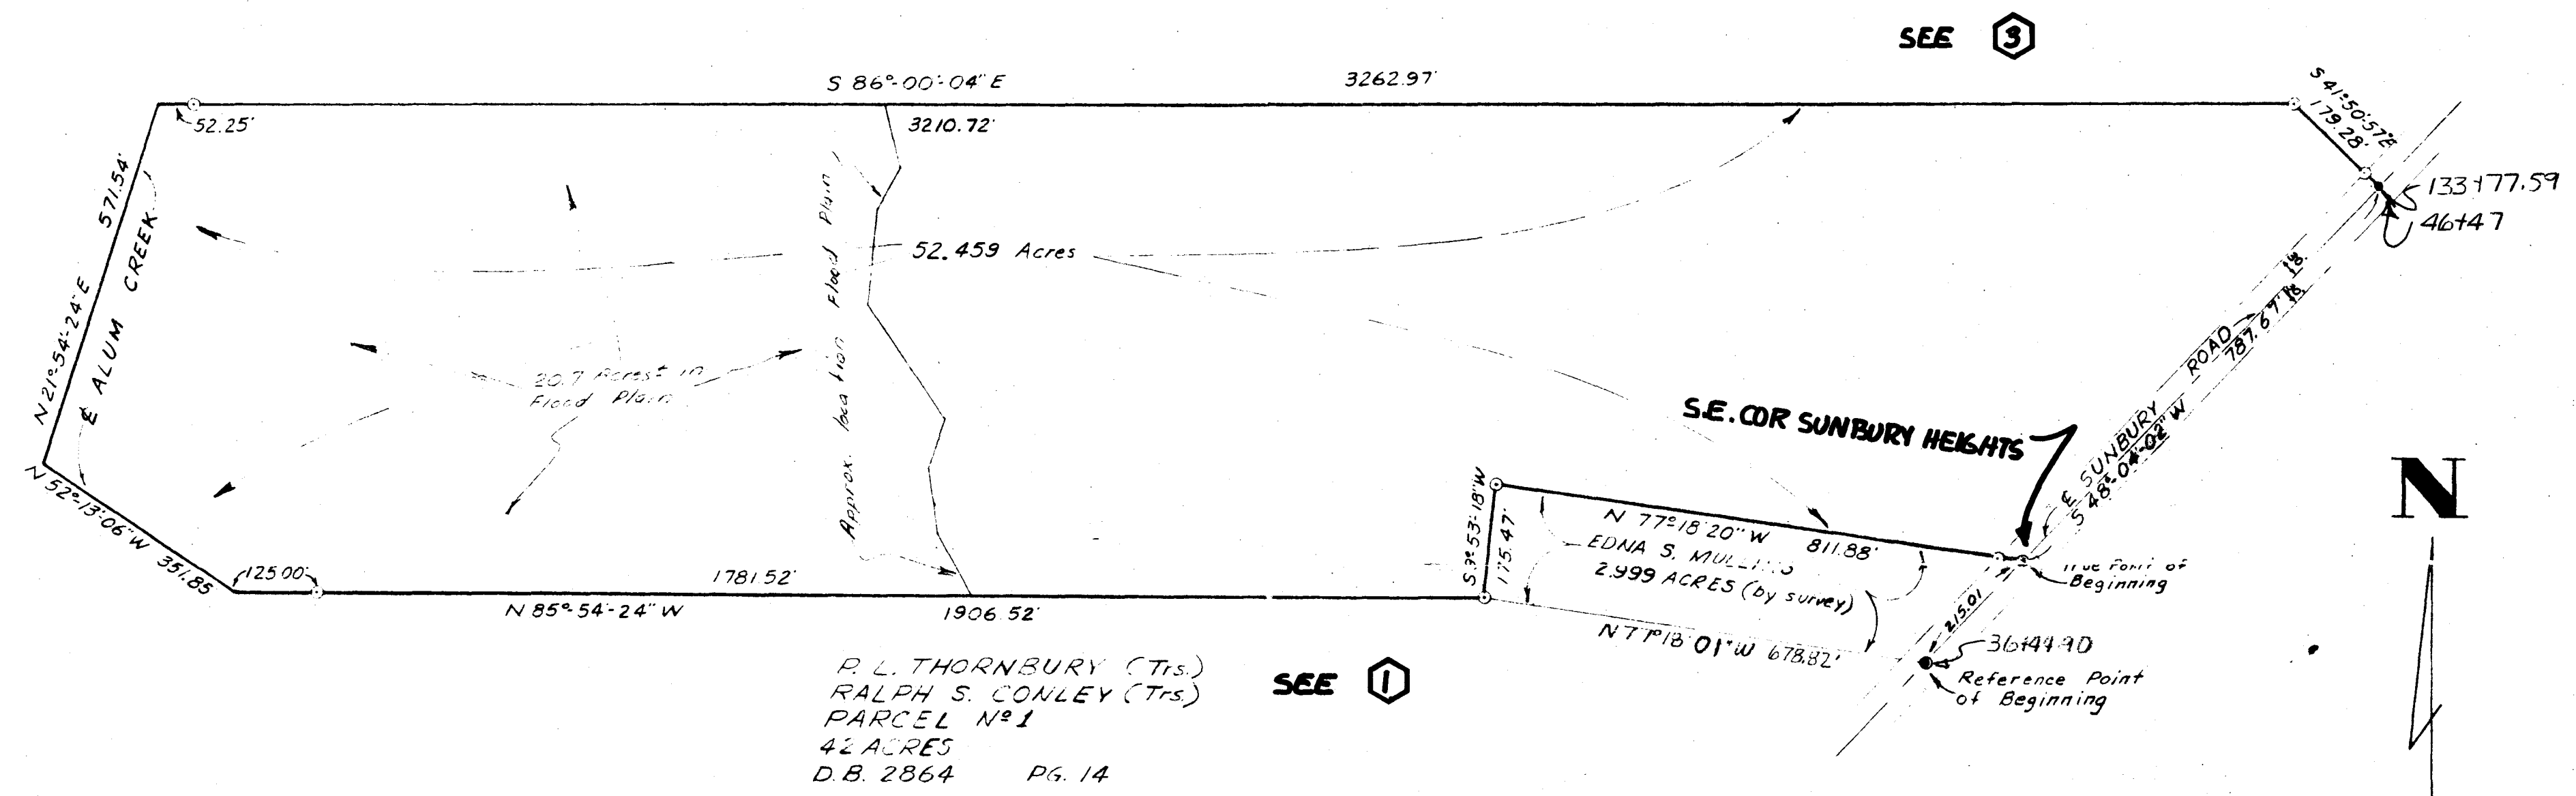 SEE 3
S 86°-00'-04" E
3262.97'
52.25'
3210.72'
S 41°-50'-57" E
179.28'
133+77.59
46+47
571.54'
N 21°-54'-24" E
₵ ALUM CREEK
Approx. location Flood Plain
52.459 Acres
20.7 Acres± in
Flood Plain
S.E. COR SUNBURY HEIGHTS
₵ SUNBURY ROAD
S 48°-04'-02" W 787.67'
18'
18'
N
N 52°-13'-06" W 351.85
125.00'
1781.52'
N 85°-54'-24" W
1906.52'
S 9°-53'-18" W
175.47'
N 77°18'20" W 811.88'
EDNA S.
2.999 ACRES (by survey)
N 77°18'01" W 678.82'
True Point of
Beginning
215.01
36+44.90
Reference Point
of Beginning
P. L. THORNBURY (Trs.)
RALPH S. CONLEY (Trs.)
PARCEL Nº 1
42 ACRES
D.B. 2864 PG. 14
SEE 1